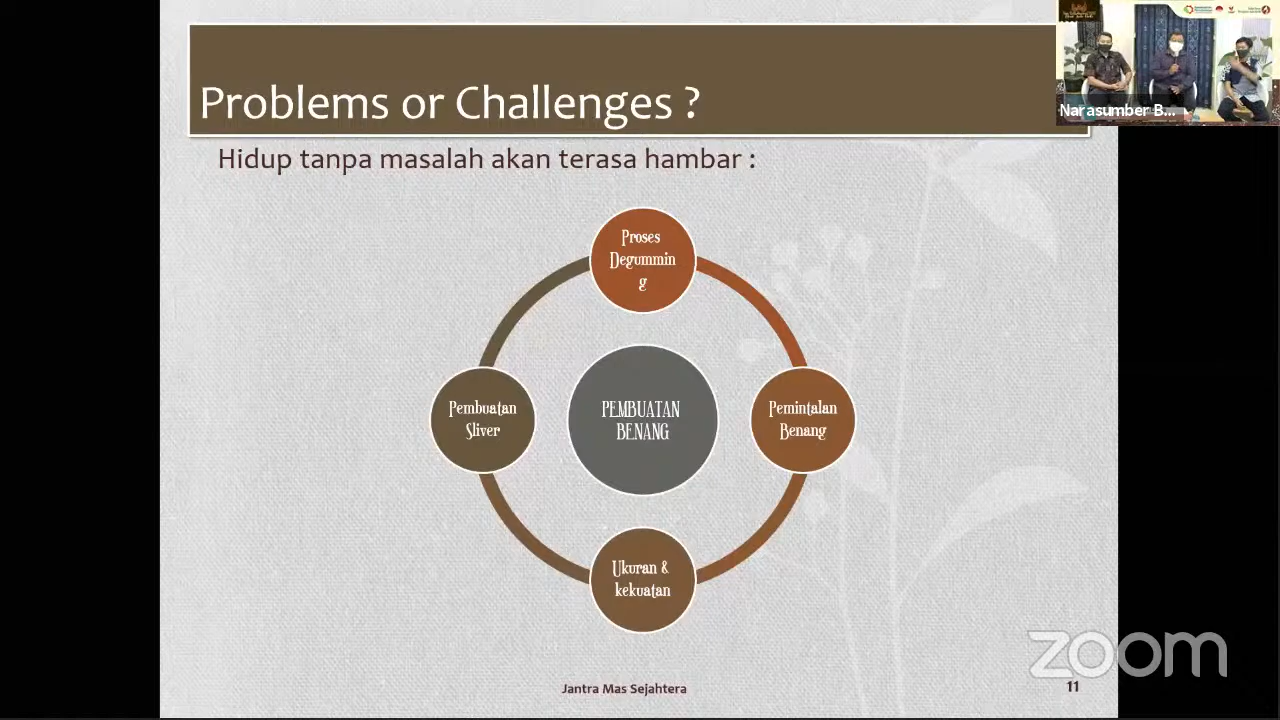 Problems or Challenges ?
Narasumber B...
Hidup tanpa masalah akan terasa hambar :
Proses
Degummin
g
Pembuatan
Sliver
PEMBUATAN
BENANG
Pemintalan
Benang
Ukuran &
kekuatan
zoom
Jantra Mas Sejahtera
11